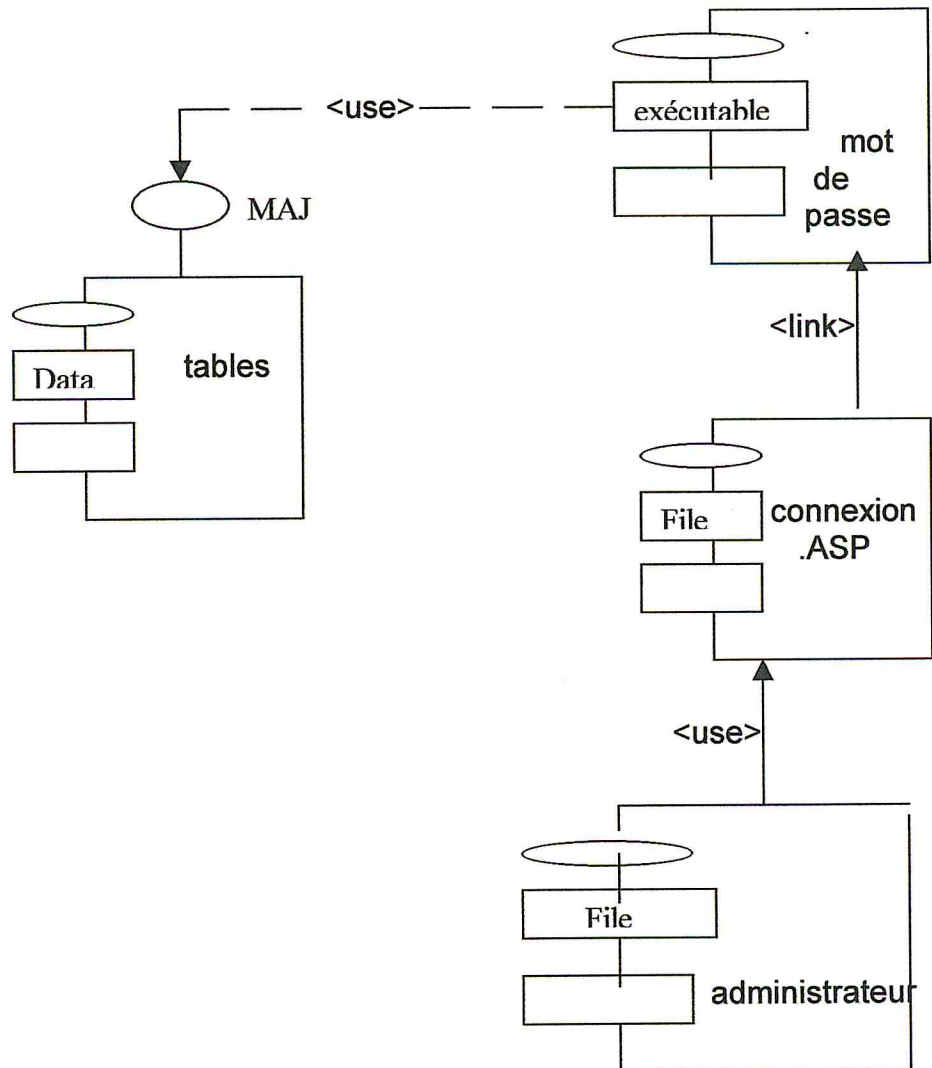 <use>
exécutable
mot
de
passe
MAJ
<link>
tables
Data
connexion
.ASP
File
<use>
File
administrateur